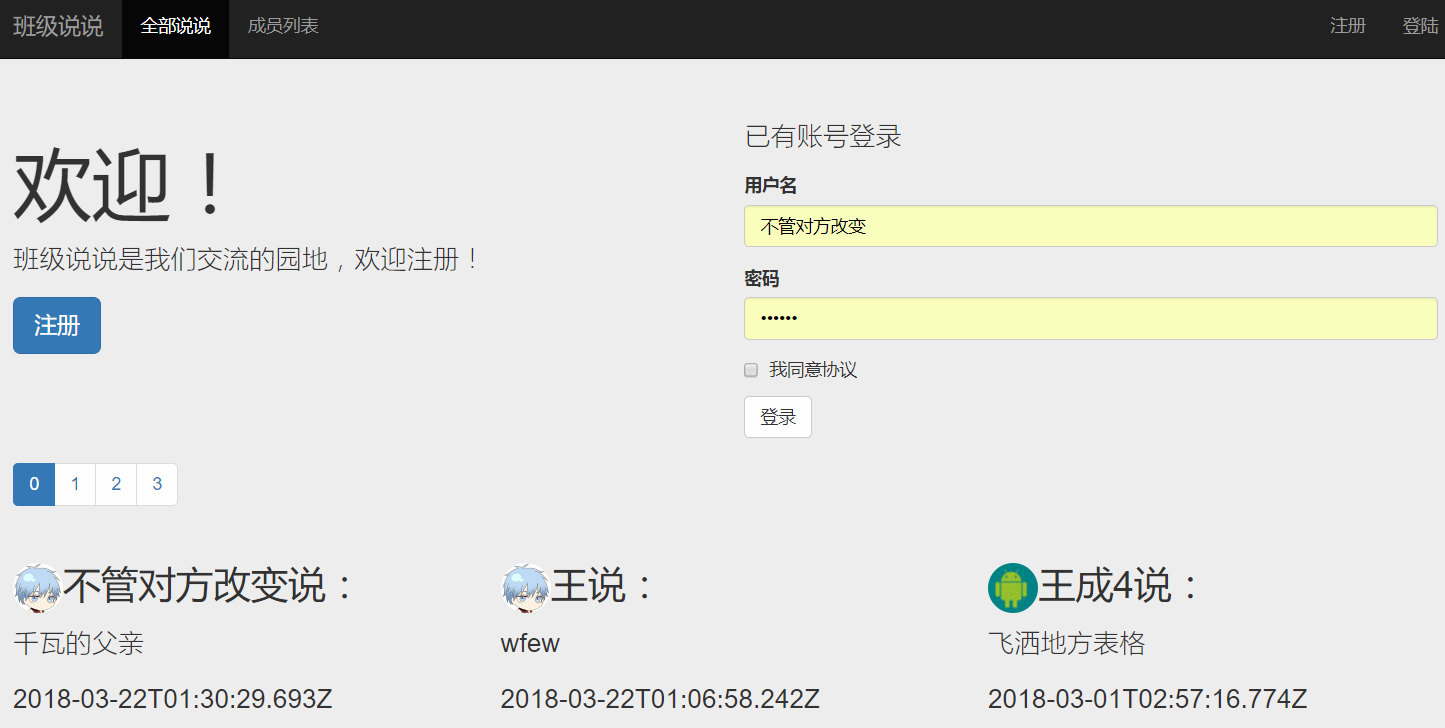 班级说说 全部说说 成员列表 注册 登陆
欢迎！
班级说说是我们交流的园地，欢迎注册！
注册
已有账号登录
用户名
不管对方改变
密码
••••••
我同意协议
登录
0 1 2 3
不管对方改变说：
千瓦的父亲
2018-03-22T01:30:29.693Z
王说：
wfew
2018-03-22T01:06:58.242Z
王成4说：
飞洒地方表格
2018-03-01T02:57:16.774Z